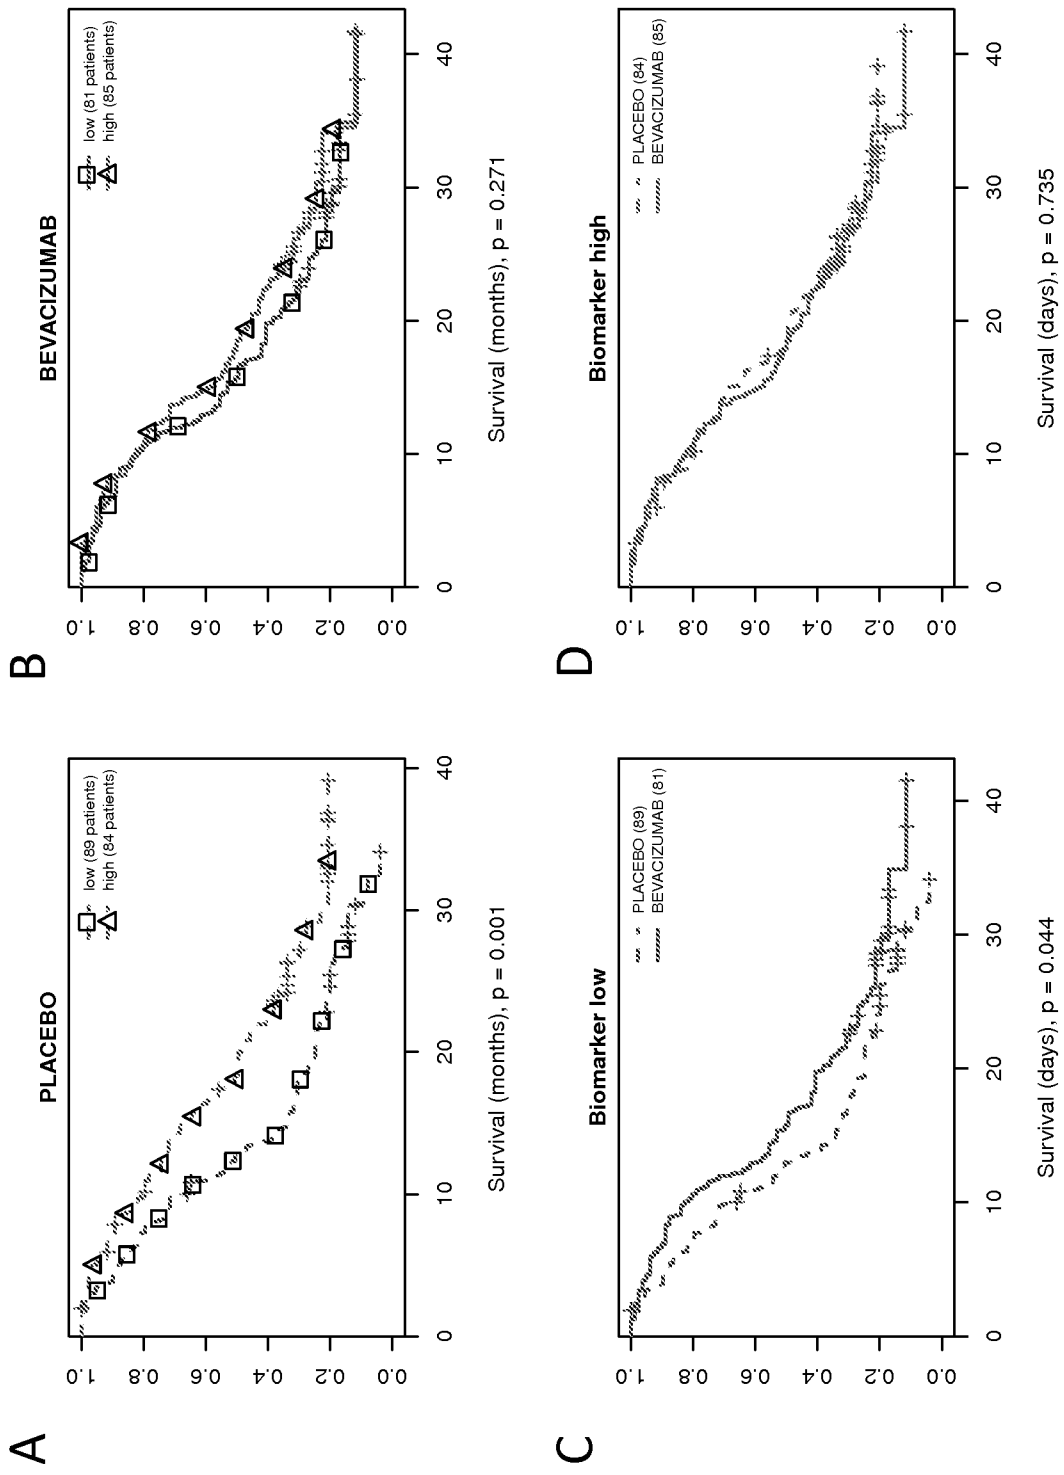 A
PLACEBO
low (89 patients)
high (84 patients)
1.0
0.8
0.6
0.4
0.2
0.0
0
10
20
30
40
Survival (months), p = 0.001
B
BEVACIZUMAB
low (81 patients)
high (85 patients)
1.0
0.8
0.6
0.4
0.2
0.0
0
10
20
30
40
Survival (months), p = 0.271
C
Biomarker low
PLACEBO (89)
BEVACIZUMAB (81)
1.0
0.8
0.6
0.4
0.2
0.0
0
10
20
30
40
Survival (days), p = 0.044
D
Biomarker high
PLACEBO (84)
BEVACIZUMAB (85)
1.0
0.8
0.6
0.4
0.2
0.0
0
10
20
30
40
Survival (days), p = 0.735